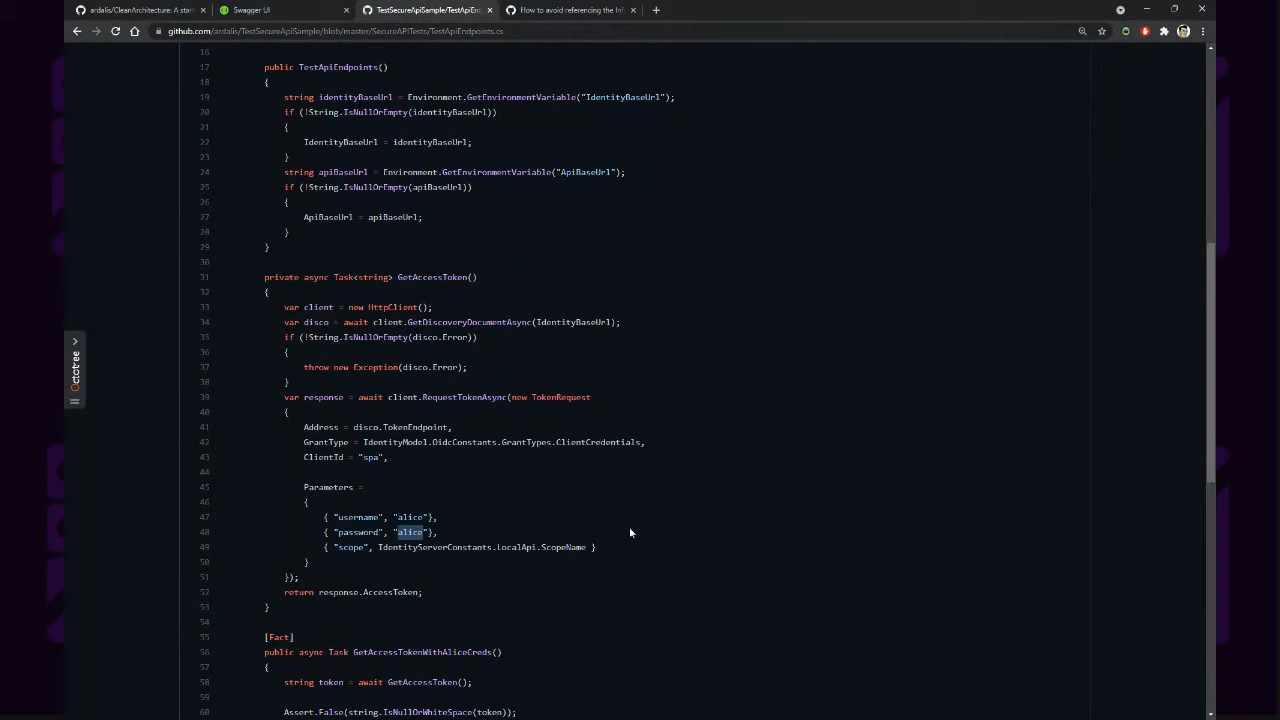 ardalis/CleanArchitecture: A start
Swagger UI
TestSecureApiSample/TestApiEnd
How to avoid referencing the Inf
github.com/ardalis/TestSecureApiSample/blob/master/SecureAPITests/TestApiEndpoints.cs
Octotree
16
17 public TestApiEndpoints()
18 {
19 string identityBaseUrl = Environment.GetEnvironmentVariable("IdentityBaseUrl");
20 if (!String.IsNullOrEmpty(identityBaseUrl))
21 {
22 IdentityBaseUrl = identityBaseUrl;
23 }
24 string apiBaseUrl = Environment.GetEnvironmentVariable("ApiBaseUrl");
25 if (!String.IsNullOrEmpty(apiBaseUrl))
26 {
27 ApiBaseUrl = apiBaseUrl;
28 }
29 }
30
31 private async Task<string> GetAccessToken()
32 {
33 var client = new HttpClient();
34 var disco = await client.GetDiscoveryDocumentAsync(IdentityBaseUrl);
35 if (!String.IsNullOrEmpty(disco.Error))
36 {
37 throw new Exception(disco.Error);
38 }
39 var response = await client.RequestTokenAsync(new TokenRequest
40 {
41 Address = disco.TokenEndpoint,
42 GrantType = IdentityModel.OidcConstants.GrantTypes.ClientCredentials,
43 ClientId = "spa",
44
45 Parameters =
46 {
47 { "username", "alice"},
48 { "password", "alice"},
49 { "scope", IdentityServerConstants.LocalApi.ScopeName }
50 }
51 });
52 return response.AccessToken;
53 }
54
55 [Fact]
56 public async Task GetAccessTokenWithAliceCreds()
57 {
58 string token = await GetAccessToken();
59
60 Assert.False(string.IsNullOrWhiteSpace(token));